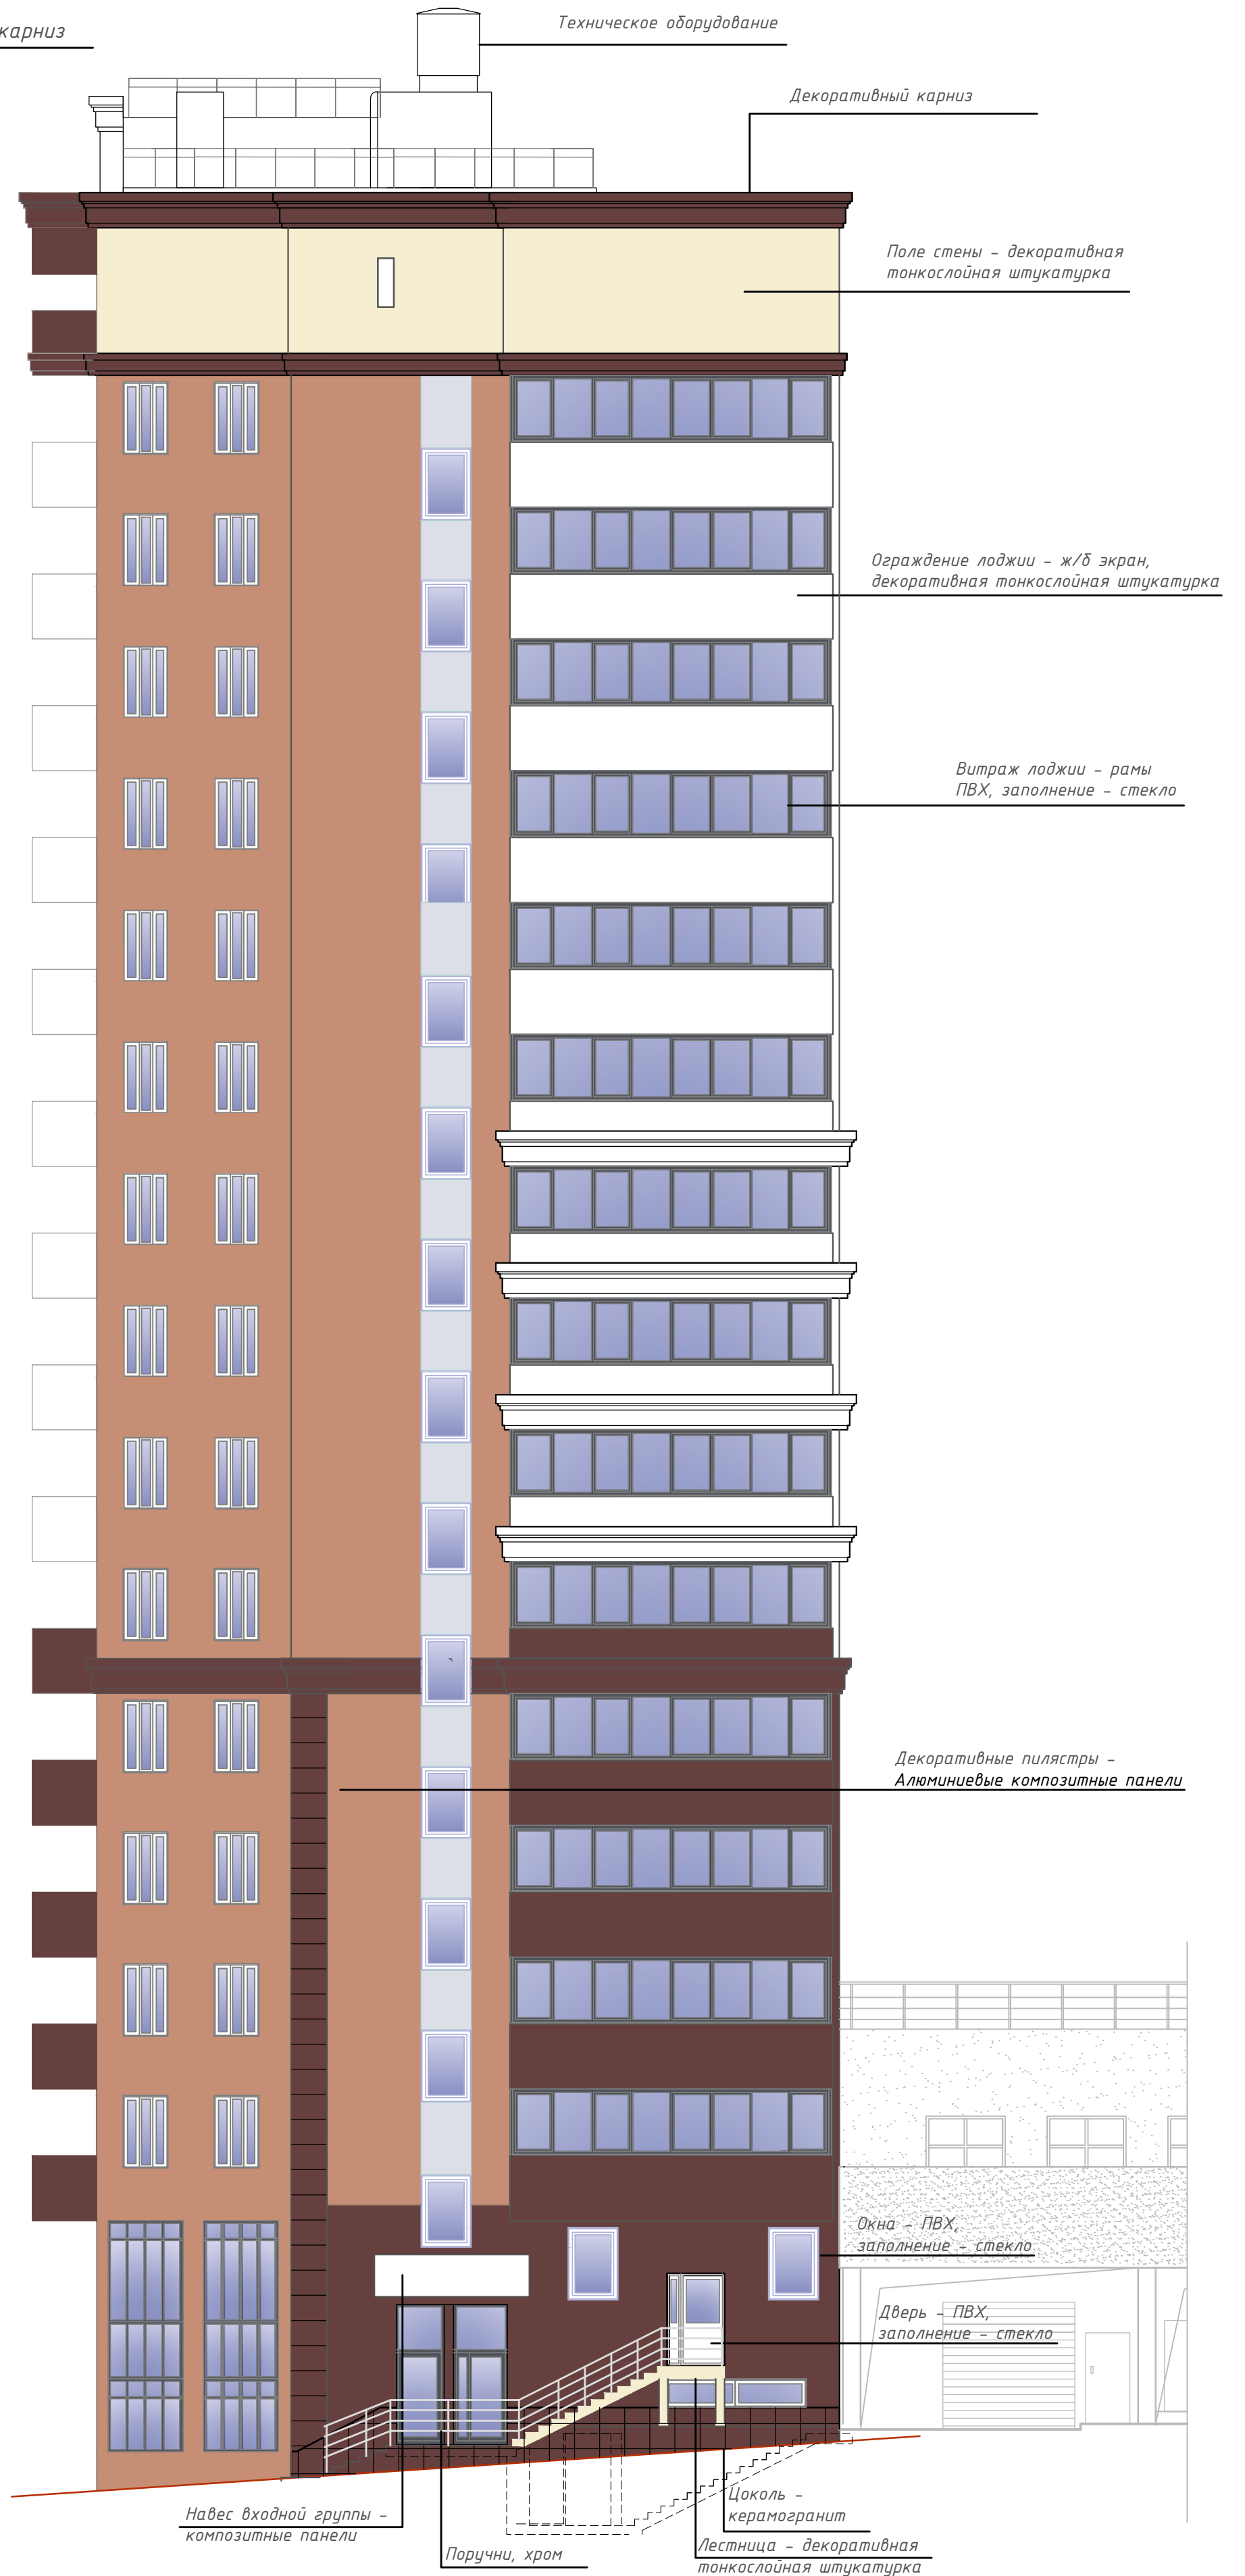 карниз
Техническое оборудование
Декоративный карниз
Поле стены - декоративная
тонкослойная штукатурка
Ограждение лоджии - ж/б экран,
декоративная тонкослойная штукатурка
Витраж лоджии - рамы
ПВХ, заполнение - стекло
Декоративные пилястры -
Алюминиевые композитные панели
Окна - ПВХ,
заполнение - стекло
Дверь - ПВХ,
заполнение - стекло
Цоколь -
керамогранит
Навес входной группы -
композитные панели
Лестница - декоративная
тонкослойная штукатурка
Поручни, хром